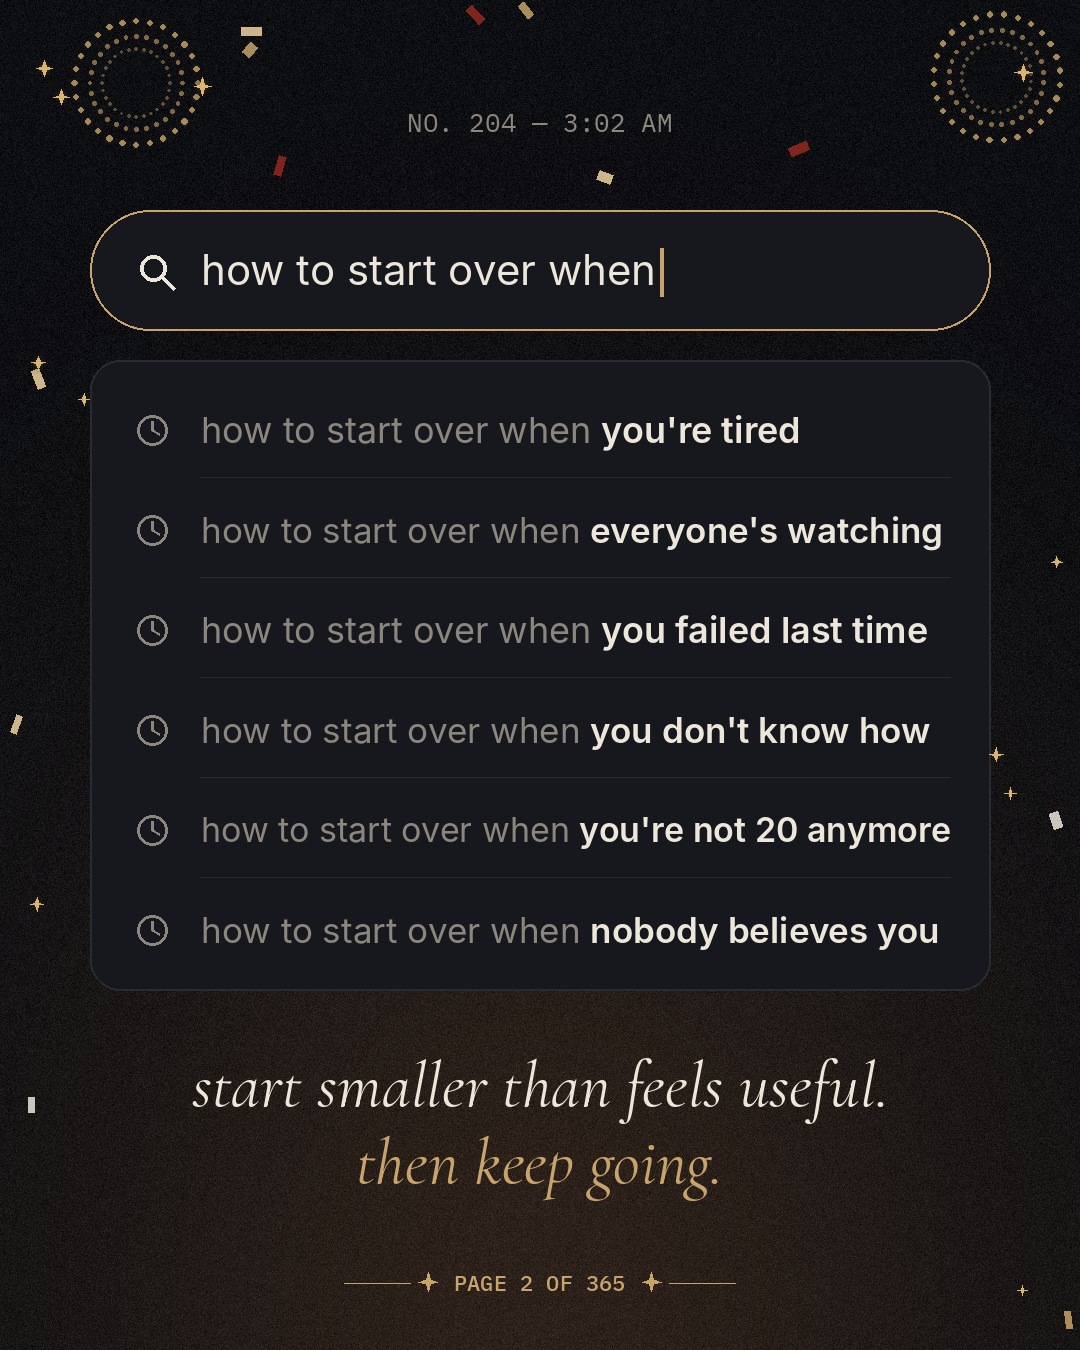 NO. 204 — 3:02 AM
how to start over when
how to start over when you're tired
how to start over when everyone's watching
how to start over when you failed last time
how to start over when you don't know how
how to start over when you're not 20 anymore
how to start over when nobody believes you
start smaller than feels useful.
then keep going.
PAGE 2 OF 365